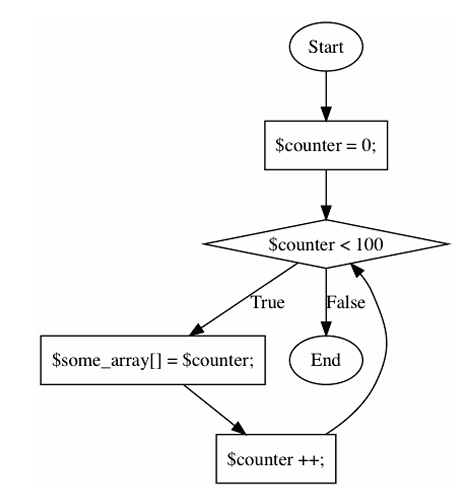 Start
$counter = 0;
$counter < 100
True
False
$some_array[] = $counter;
End
$counter ++;